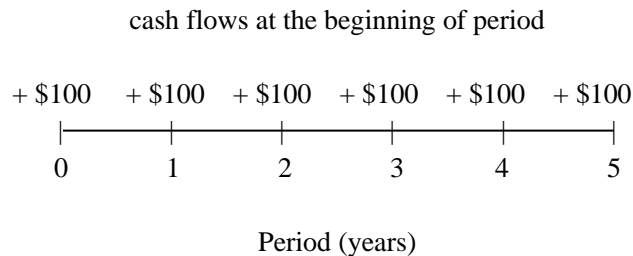 cash flows at the beginning of period
+ $100 + $100 + $100 + $100 + $100 + $100
0 1 2 3 4 5
Period (years)